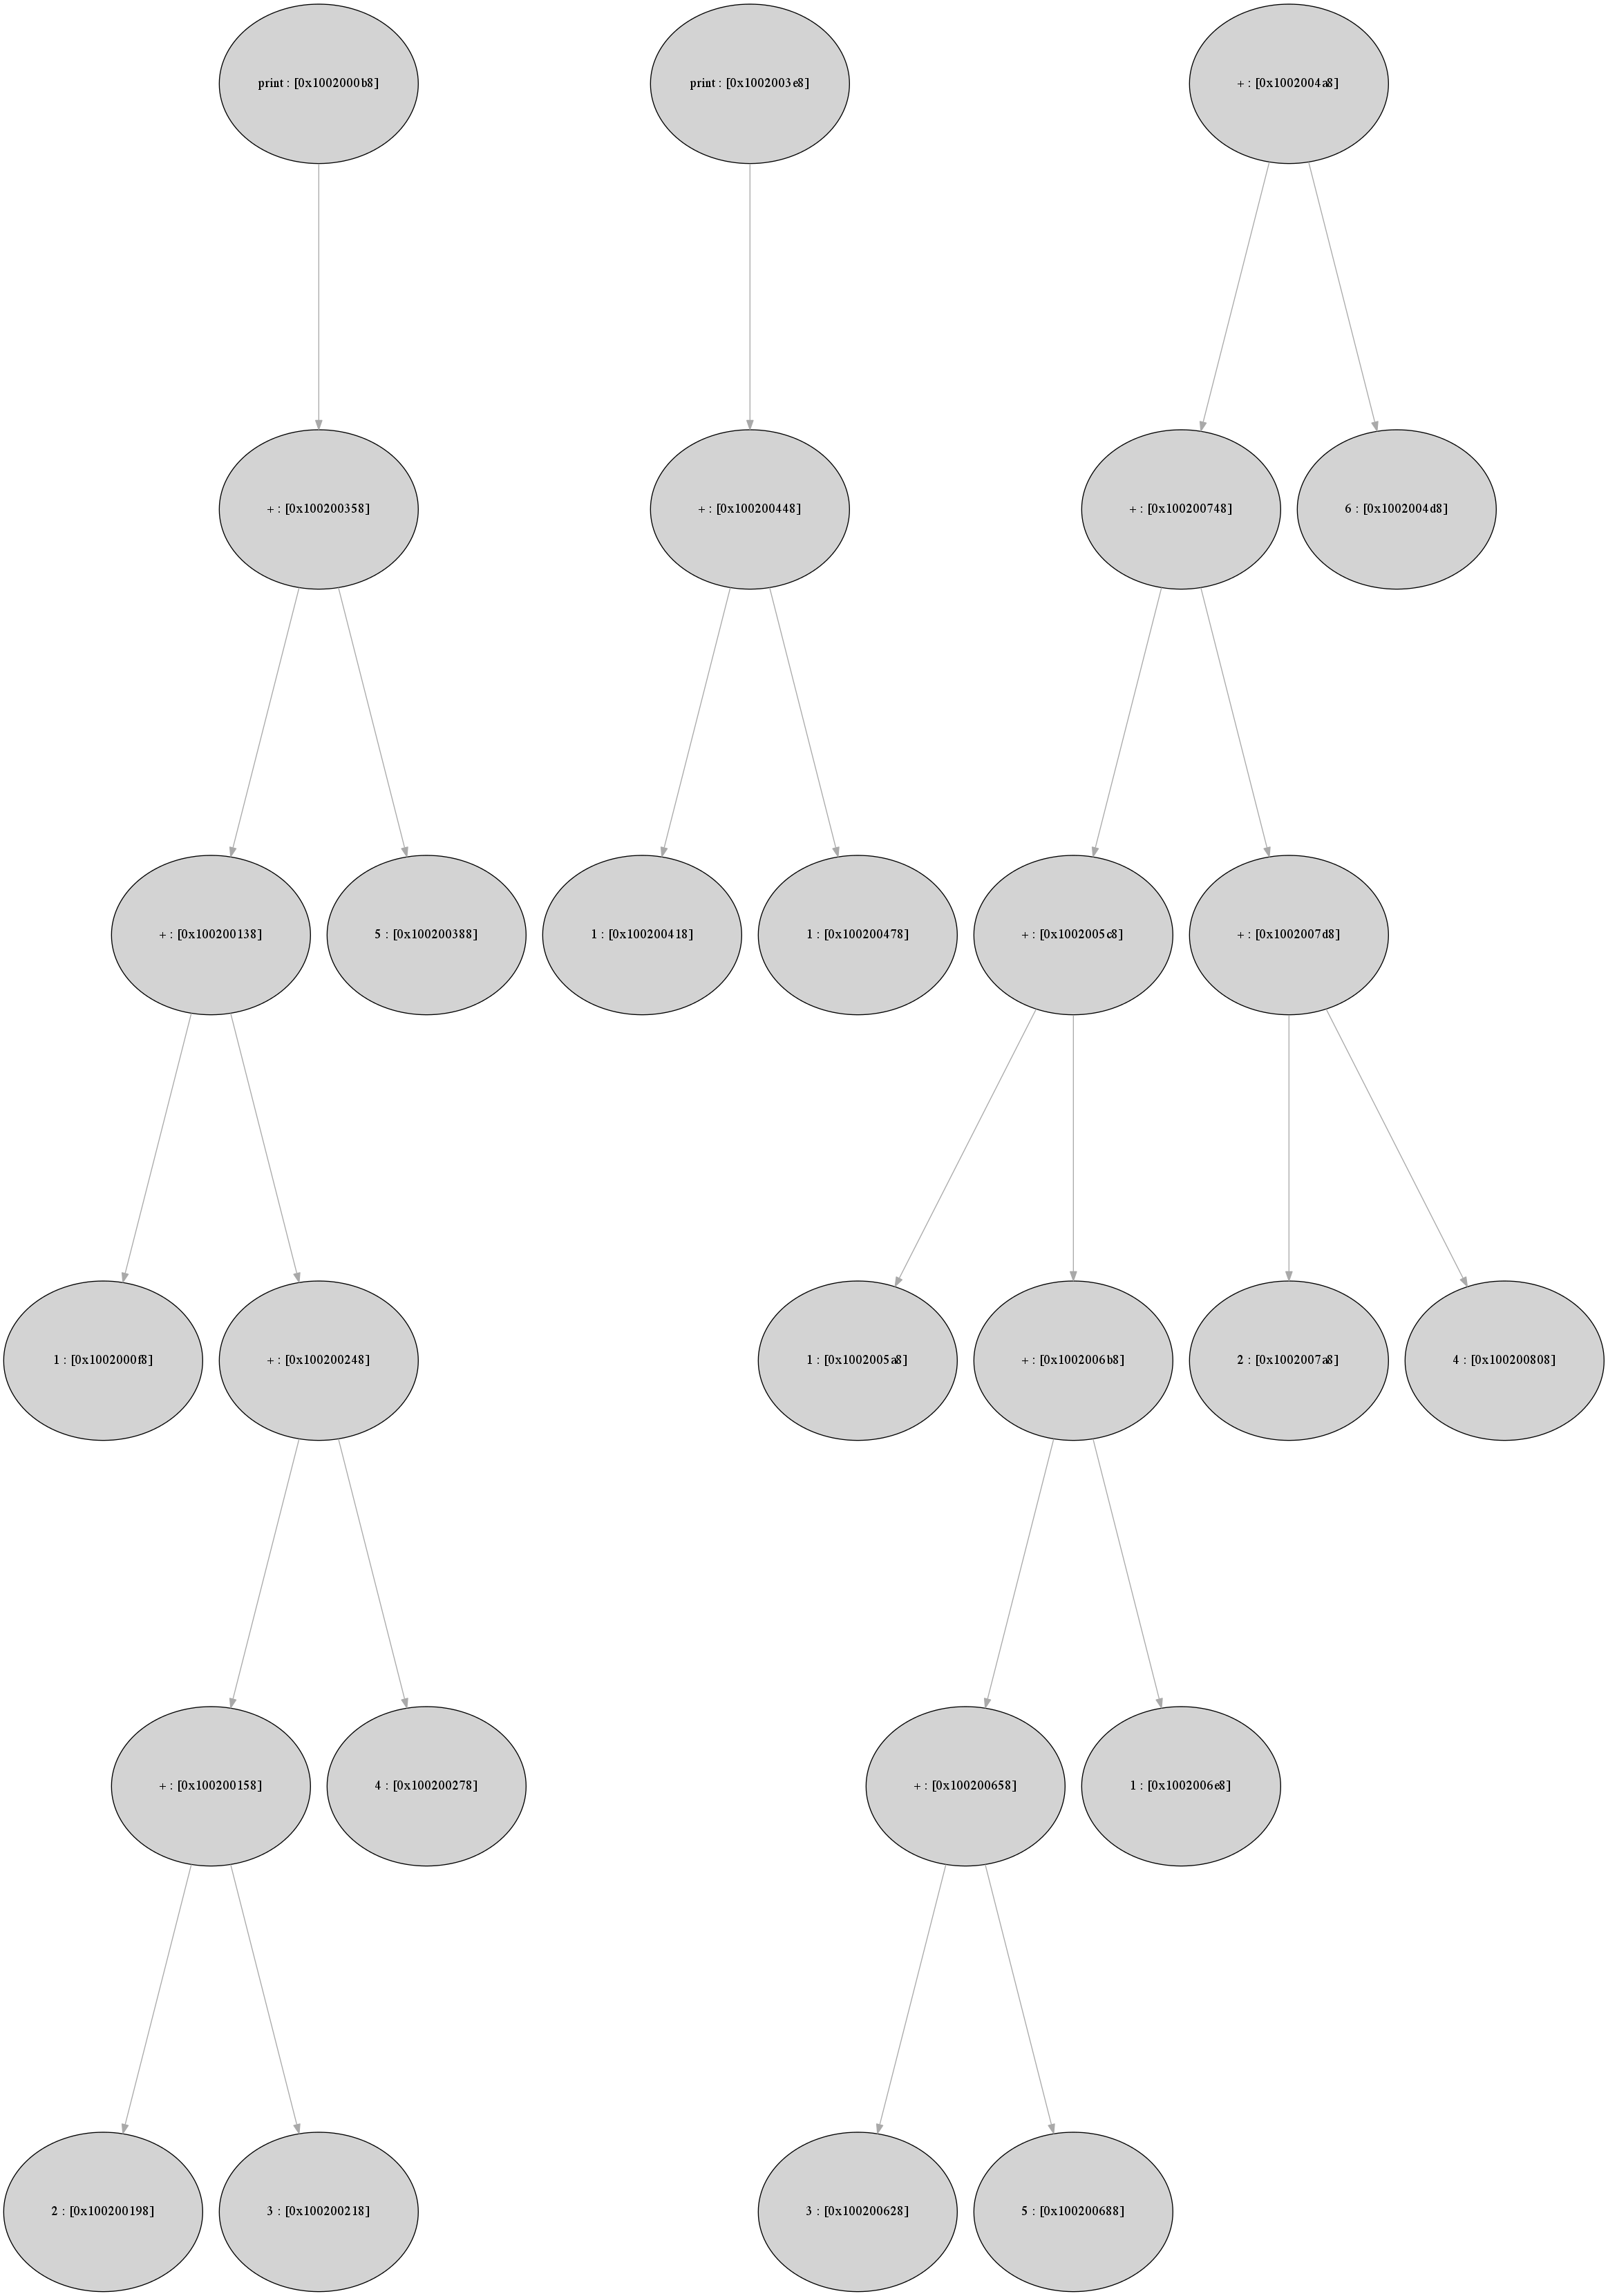 print : [0x1002000b8]
print : [0x1002003e8]
+ : [0x1002004a8]
+ : [0x100200358]
+ : [0x100200448]
+ : [0x100200748]
6 : [0x1002004d8]
+ : [0x100200138]
5 : [0x100200388]
1 : [0x100200418]
1 : [0x100200478]
+ : [0x1002005c8]
+ : [0x1002007d8]
1 : [0x1002000f8]
+ : [0x100200248]
1 : [0x1002005a8]
+ : [0x1002006b8]
2 : [0x1002007a8]
4 : [0x100200808]
+ : [0x100200158]
4 : [0x100200278]
+ : [0x100200658]
1 : [0x1002006e8]
2 : [0x100200198]
3 : [0x100200218]
3 : [0x100200628]
5 : [0x100200688]